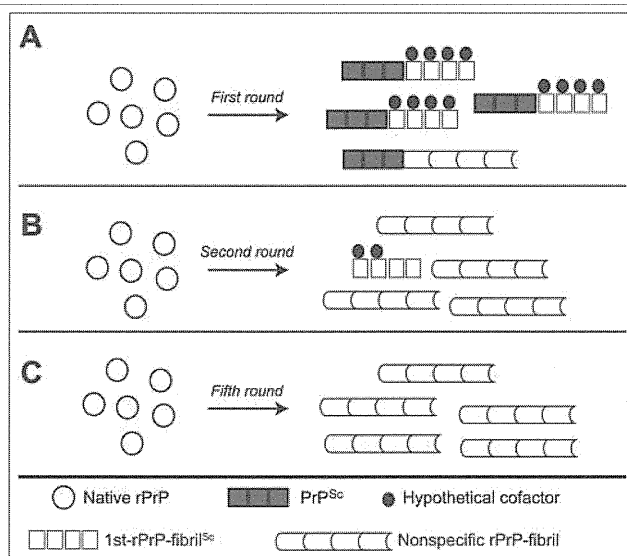 A
First round
B
Second round
C
Fifth round
Native rPrP PrPSc Hypothetical cofactor
1st-rPrP-fibrilSc Nonspecific rPrP-fibril